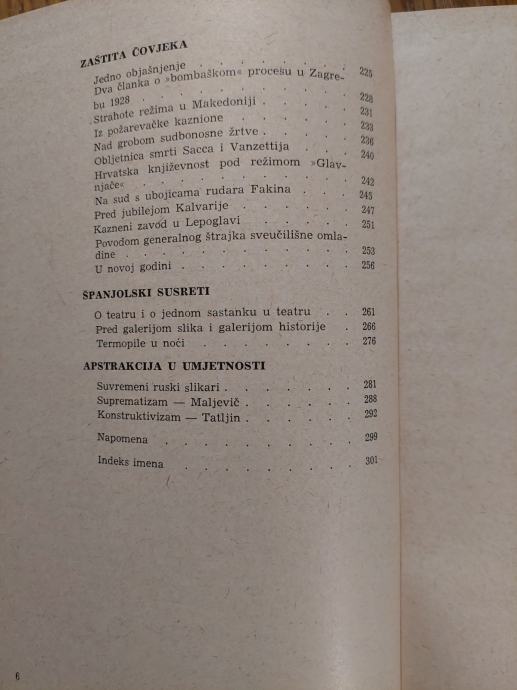 ZAŠTITA ČOVJEKA
Jedno objašnjenje . . . . . . . 225
Dva članka o »bombaškom« procesu u Zagre-
bu 1928 . . . . . . . . . 228
Strahote režima u Makedoniji . . . . 231
Iz požarevačke kaznione . . . . . 233
Nad grobom sudbonosne žrtve . . . . 236
Obljetnica smrti Sacca i Vanzettija . . . 240
Hrvatska književnost pod režimom »Glav-
njače« . . . . . . . . . 242
Na sud s ubojicama rudara Fakina . . . 245
Pred jubilejom Kalvarije . . . . . 247
Kazneni zavod u Lepoglavi . . . . 251
Povodom generalnog štrajka sveučilišne omla-
dine . . . . . . . . . . 253
U novoj godini . . . . . . . 256
ŠPANJOLSKI SUSRETI
O teatru i o jednom sastanku u teatru . . 261
Pred galerijom slika i galerijom historije . 266
Termopile u noći . . . . . . . 276
APSTRAKCIJA U UMJETNOSTI
Suvremeni ruski slikari . . . . . . 281
Suprematizam — Maljevič . . . . . 288
Konstruktivizam — Tatljin . . . . . 292
Napomena . . . . . . . . 299
Indeks imena . . . . . . . 301
6